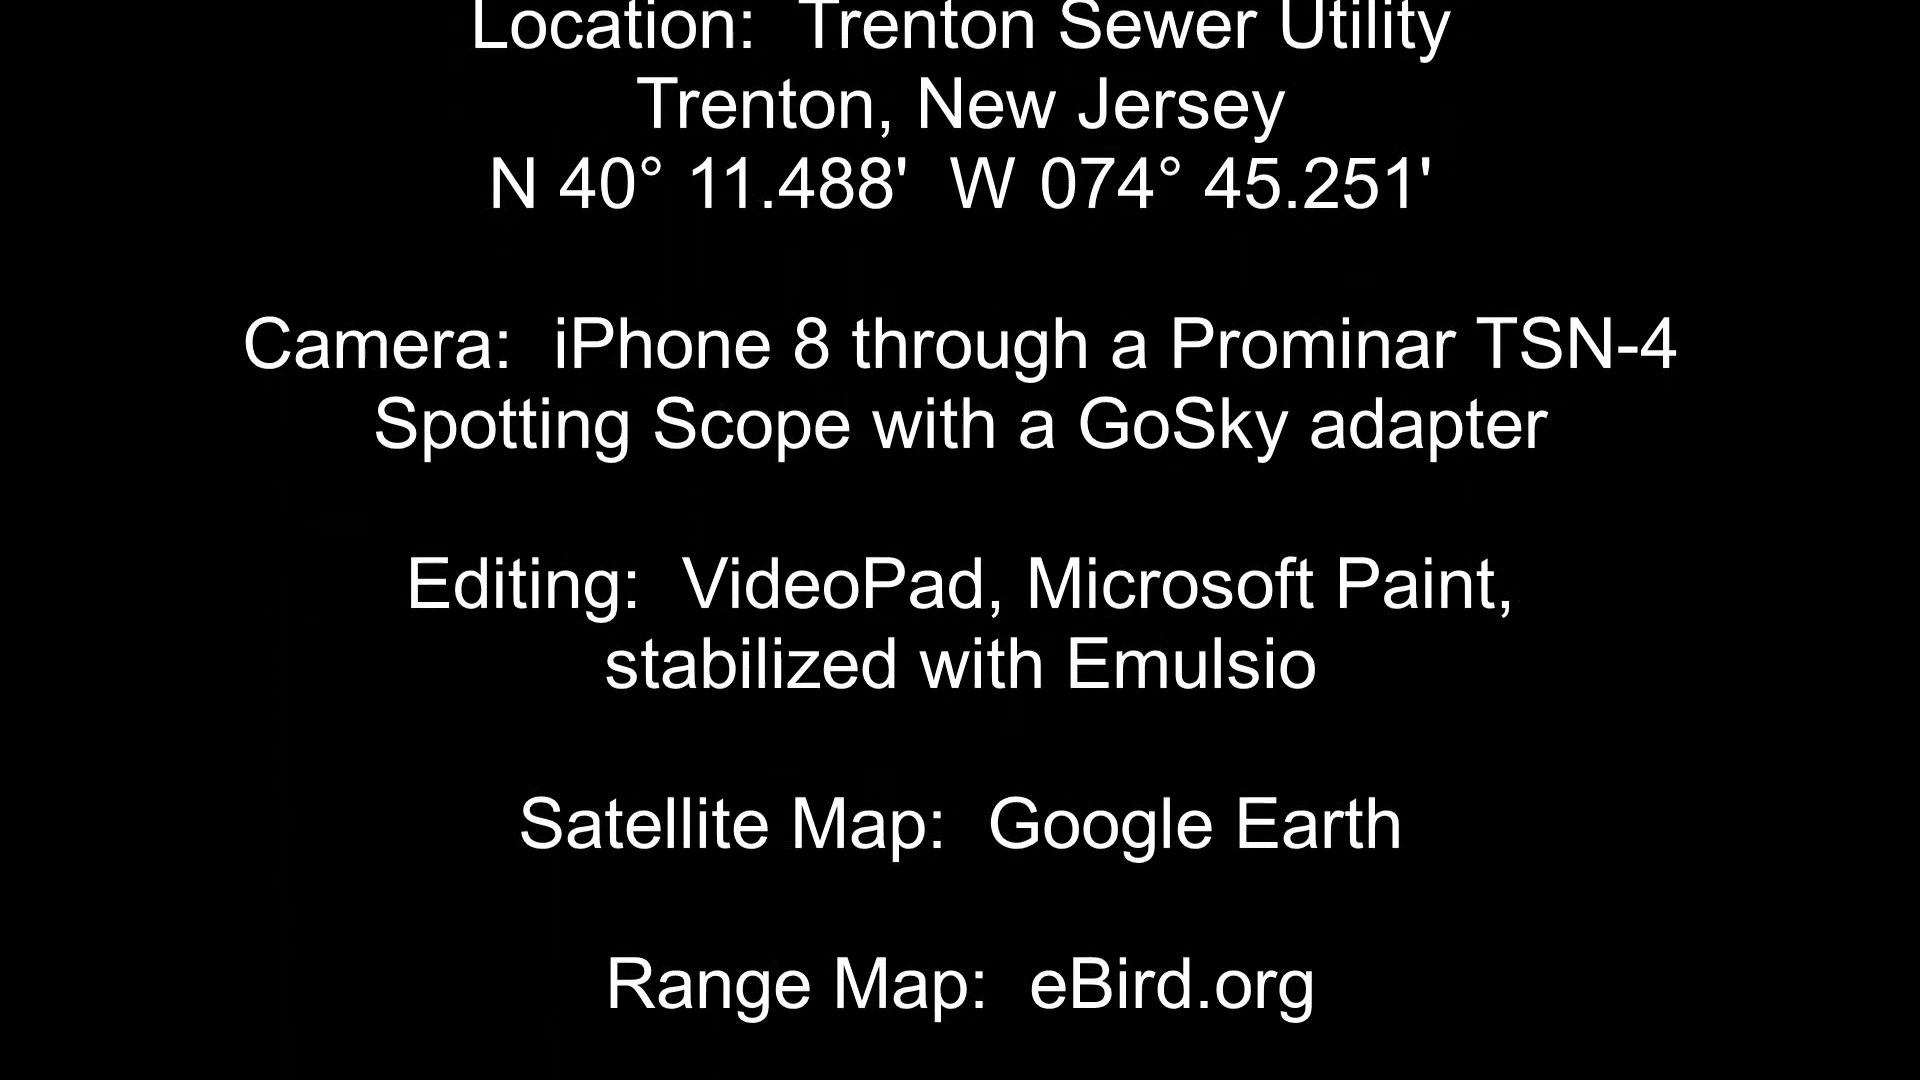 Location:  Trenton Sewer Utility
Trenton, New Jersey
N 40° 11.488'  W 074° 45.251'
Camera:  iPhone 8 through a Prominar TSN-4
Spotting Scope with a GoSky adapter
Editing:  VideoPad, Microsoft Paint,
stabilized with Emulsio
Satellite Map:  Google Earth
Range Map:  eBird.org